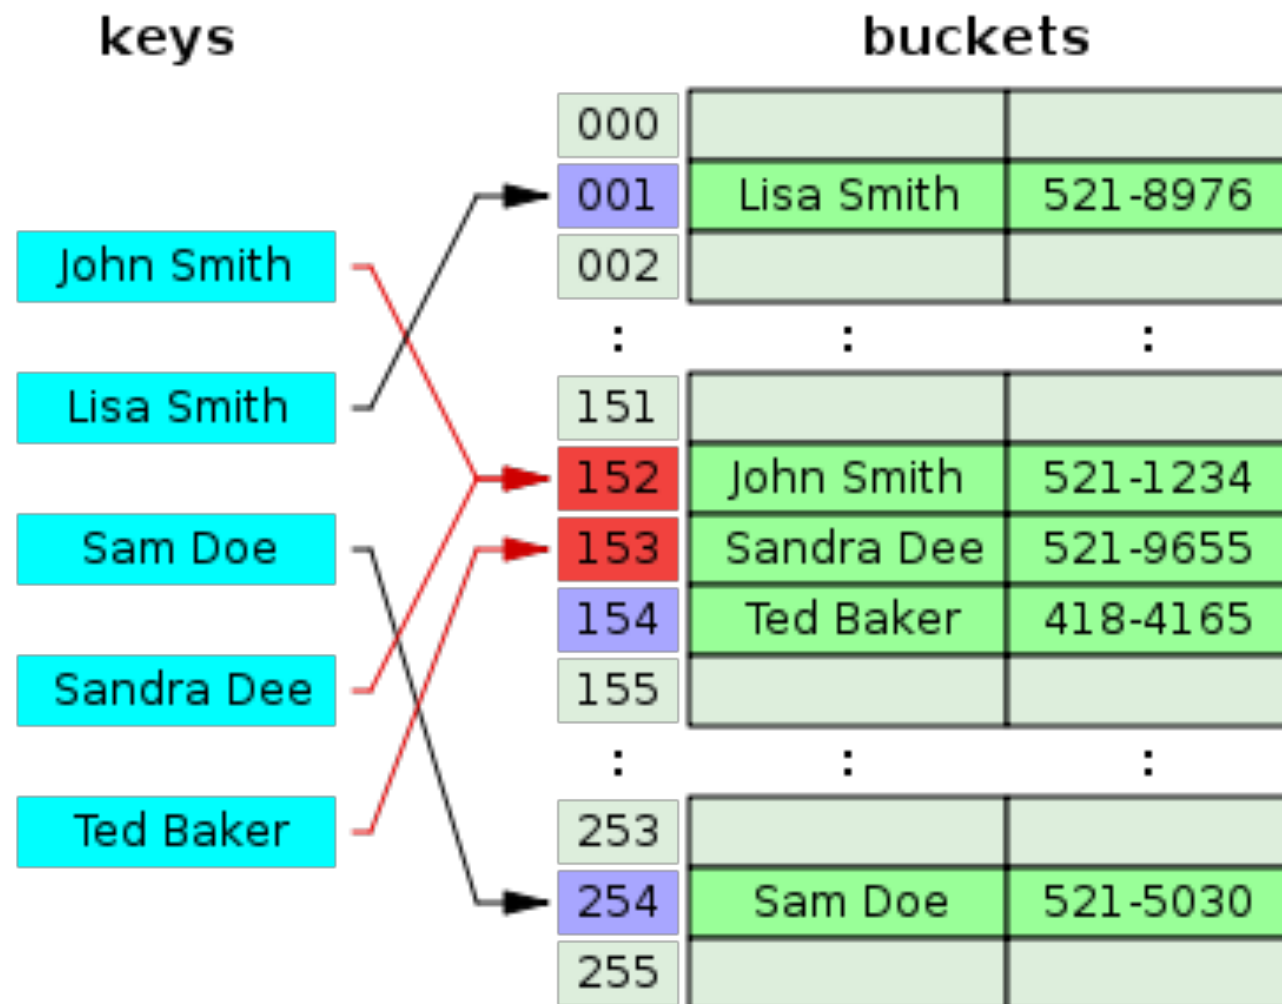 keys
buckets
000
001 Lisa Smith 521-8976
John Smith
002
: : :
Lisa Smith
151
152 John Smith 521-1234
Sam Doe
153 Sandra Dee 521-9655
154 Ted Baker 418-4165
Sandra Dee
155
: : :
Ted Baker
253
254 Sam Doe 521-5030
255